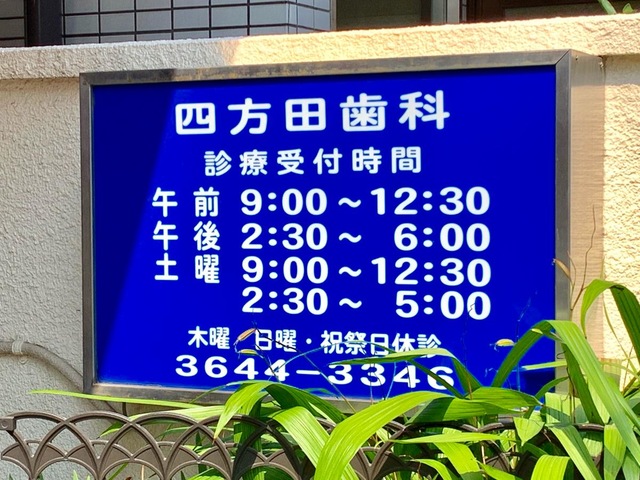 四方田歯科
診療受付時間
午前 9:00～12:30
午後 2:30～ 6:00
土曜 9:00～12:30
2:30～ 5:00
木曜・日曜・祝祭日休診
3644-3346